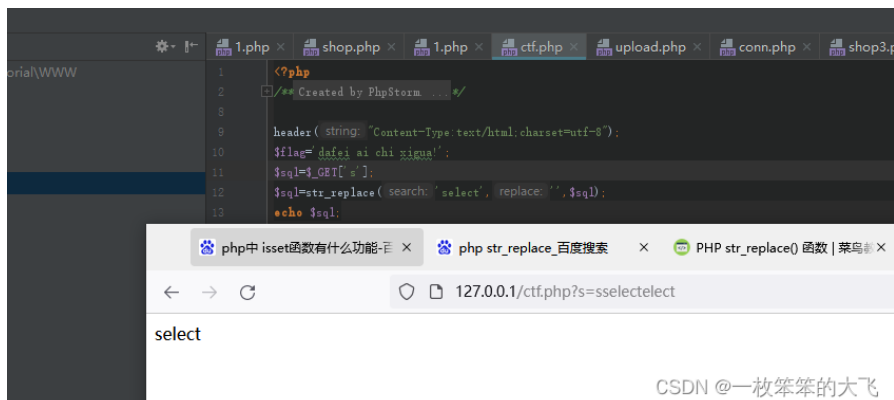 1.php × shop.php × 1.php × ctf.php × upload.php × conn.php × shop3.p
orial\WWW
1 <?php
2 /** Created by PhpStorm. ...*/
8
9 header( string: "Content-Type:text/html;charset=utf-8");
10 $flag='dafei ai chi xigua!';
11 $sql=$_GET['s'];
12 $sql=str_replace( search: 'select', replace: '',$sql);
13 echo $sql;
php中 isset函数有什么功能-百 × php str_replace_百度搜索 × PHP str_replace() 函数 | 菜鸟教 ×
127.0.0.1/ctf.php?s=sselectelect
select
CSDN @一枚笨笨的大飞